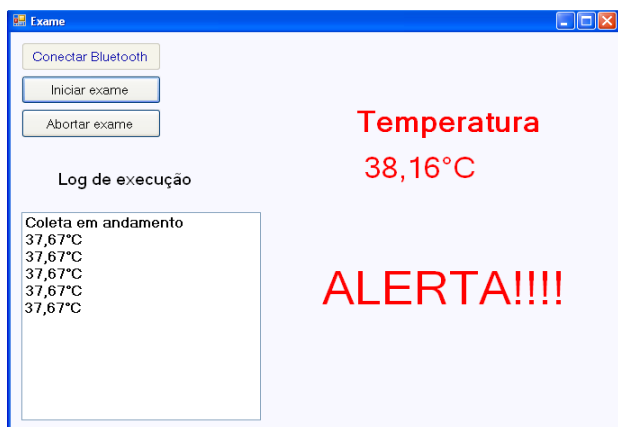 Exame
Conectar Bluetooth
Iniciar exame
Abortar exame
Temperatura
38,16°C
Log de execução
Coleta em andamento
37,67°C
37,67°C
37,67°C
37,67°C
37,67°C
ALERTA!!!!